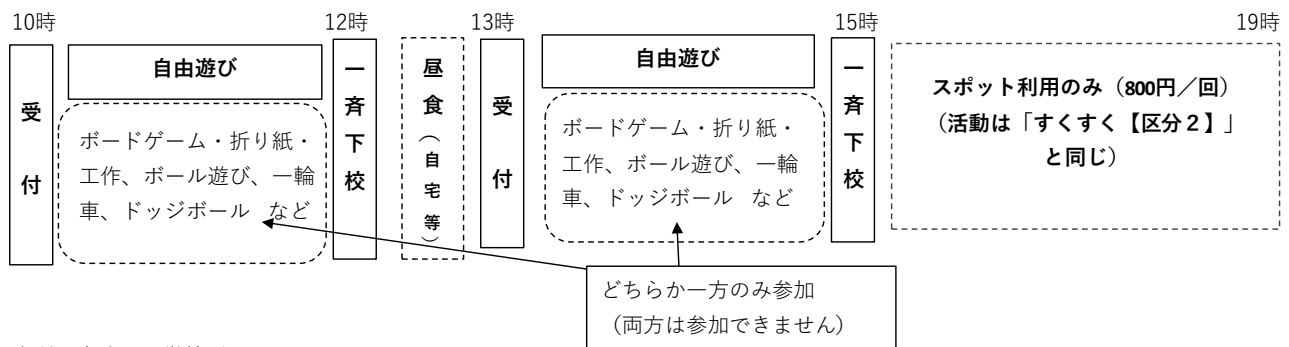 10時
12時
13時
15時
19時
受付
自由遊び
ボードゲーム・折り紙・
工作、ボール遊び、一輪
車、ドッジボール など
一斉下校
昼食（自宅等）
受付
自由遊び
ボードゲーム・折り紙・
工作、ボール遊び、一輪
車、ドッジボール など
一斉下校
スポット利用のみ（800円／回）
（活動は「すくすく【区分２】」
と同じ）
どちらか一方のみ参加
（両方は参加できません）